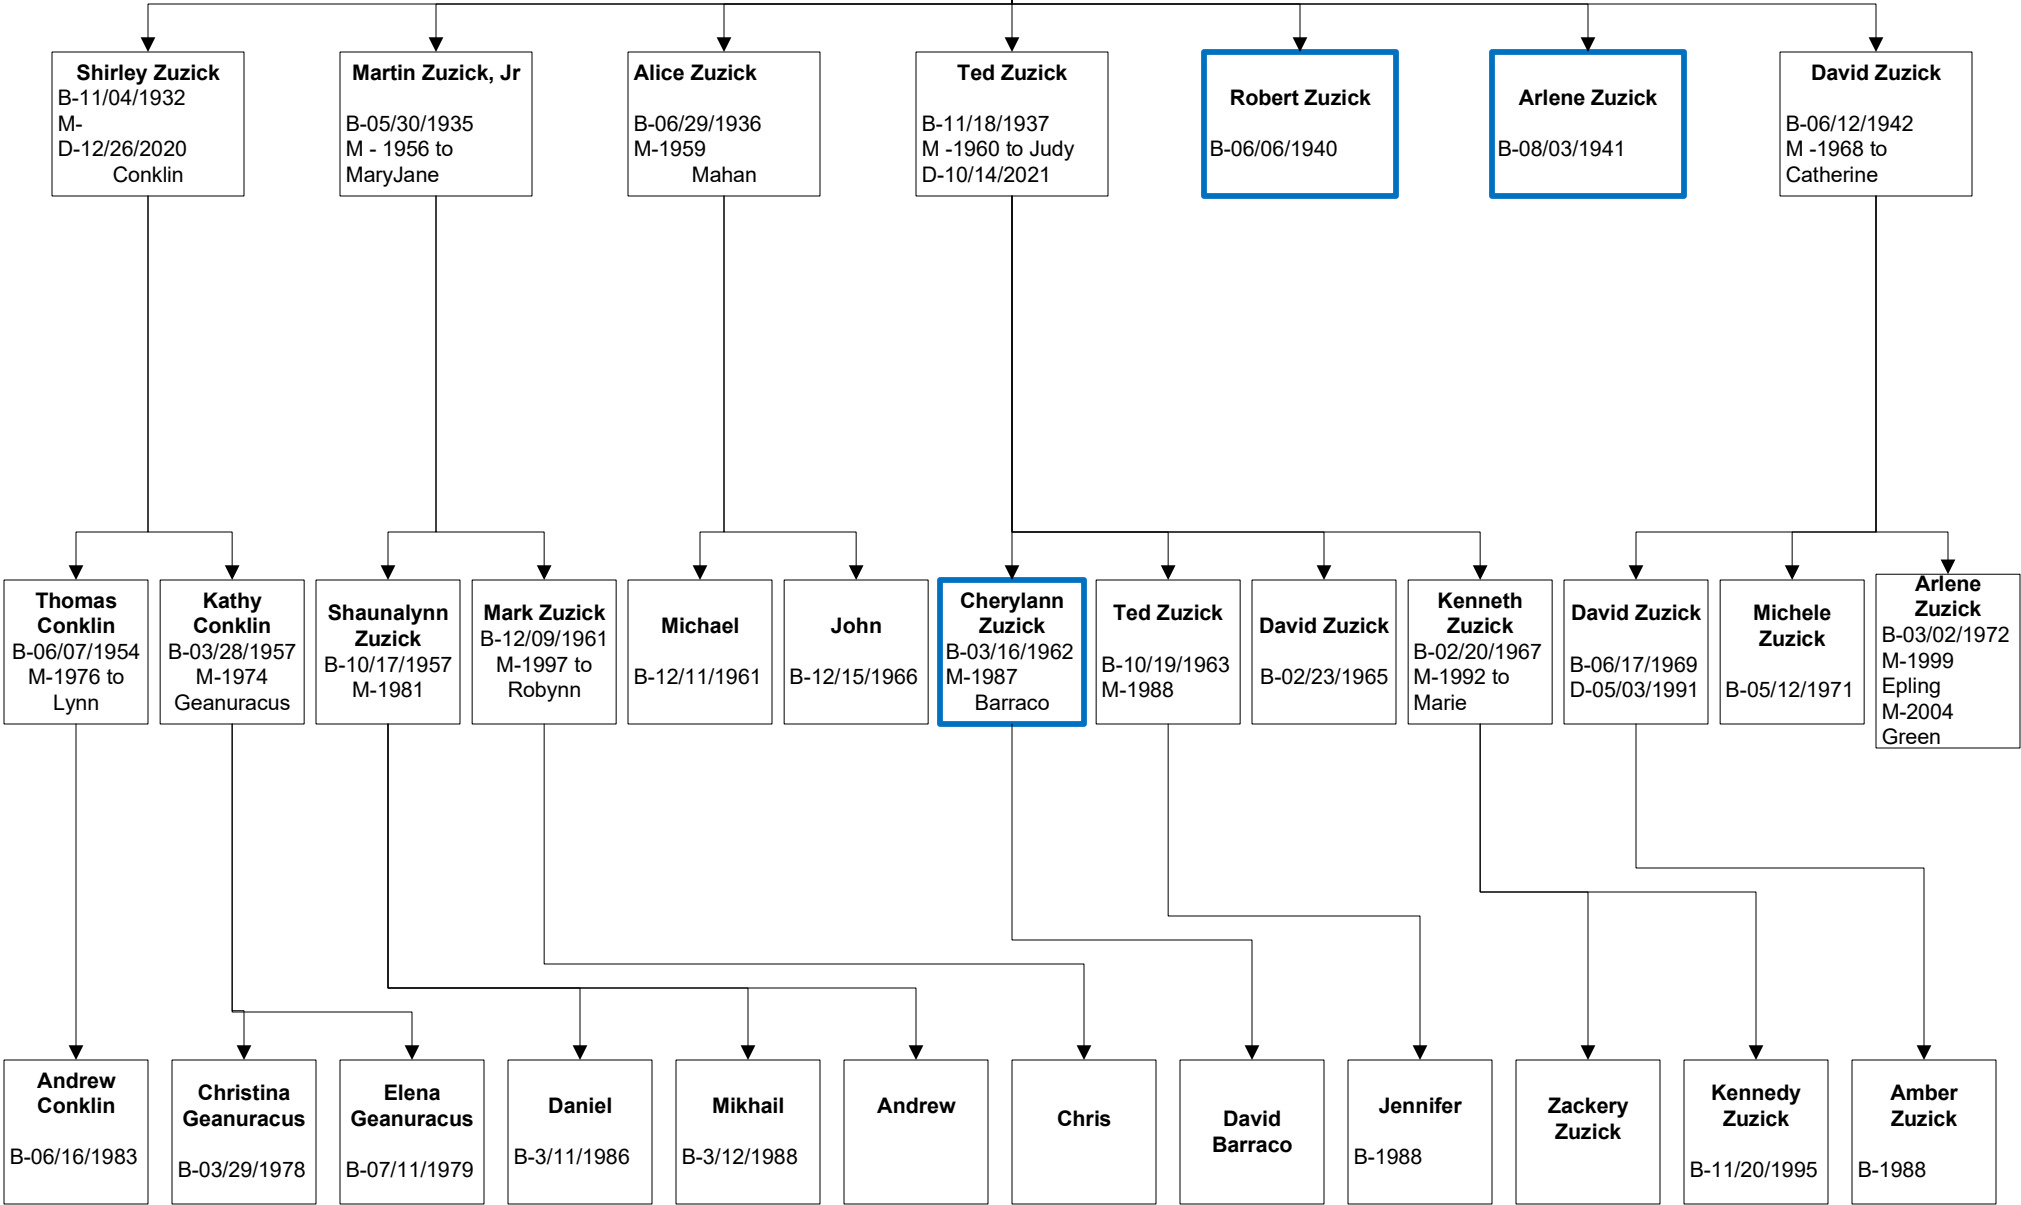 Shirley Zuzick
B-11/04/1932
M-
D-12/26/2020
Conklin
Martin Zuzick, Jr
B-05/30/1935
M - 1956 to
MaryJane
Alice Zuzick
B-06/29/1936
M-1959
Mahan
Ted Zuzick
B-11/18/1937
M -1960 to Judy
D-10/14/2021
Robert Zuzick
B-06/06/1940
Arlene Zuzick
B-08/03/1941
David Zuzick
B-06/12/1942
M -1968 to
Catherine
Thomas
Conklin
B-06/07/1954
M-1976 to
Lynn
Kathy
Conklin
B-03/28/1957
M-1974
Geanuracus
Shaunalynn
Zuzick
B-10/17/1957
M-1981
Mark Zuzick
B-12/09/1961
M-1997 to
Robynn
Michael
B-12/11/1961
John
B-12/15/1966
Cherylann
Zuzick
B-03/16/1962
M-1987
Barraco
Ted Zuzick
B-10/19/1963
M-1988
David Zuzick
B-02/23/1965
Kenneth
Zuzick
B-02/20/1967
M-1992 to
Marie
David Zuzick
B-06/17/1969
D-05/03/1991
Michele
Zuzick
B-05/12/1971
Arlene
Zuzick
B-03/02/1972
M-1999
Epling
M-2004
Green
Andrew
Conklin
B-06/16/1983
Christina
Geanuracus
B-03/29/1978
Elena
Geanuracus
B-07/11/1979
Daniel
B-3/11/1986
Mikhail
B-3/12/1988
Andrew
Chris
David
Barraco
Jennifer
B-1988
Zackery
Zuzick
Kennedy
Zuzick
B-11/20/1995
Amber
Zuzick
B-1988